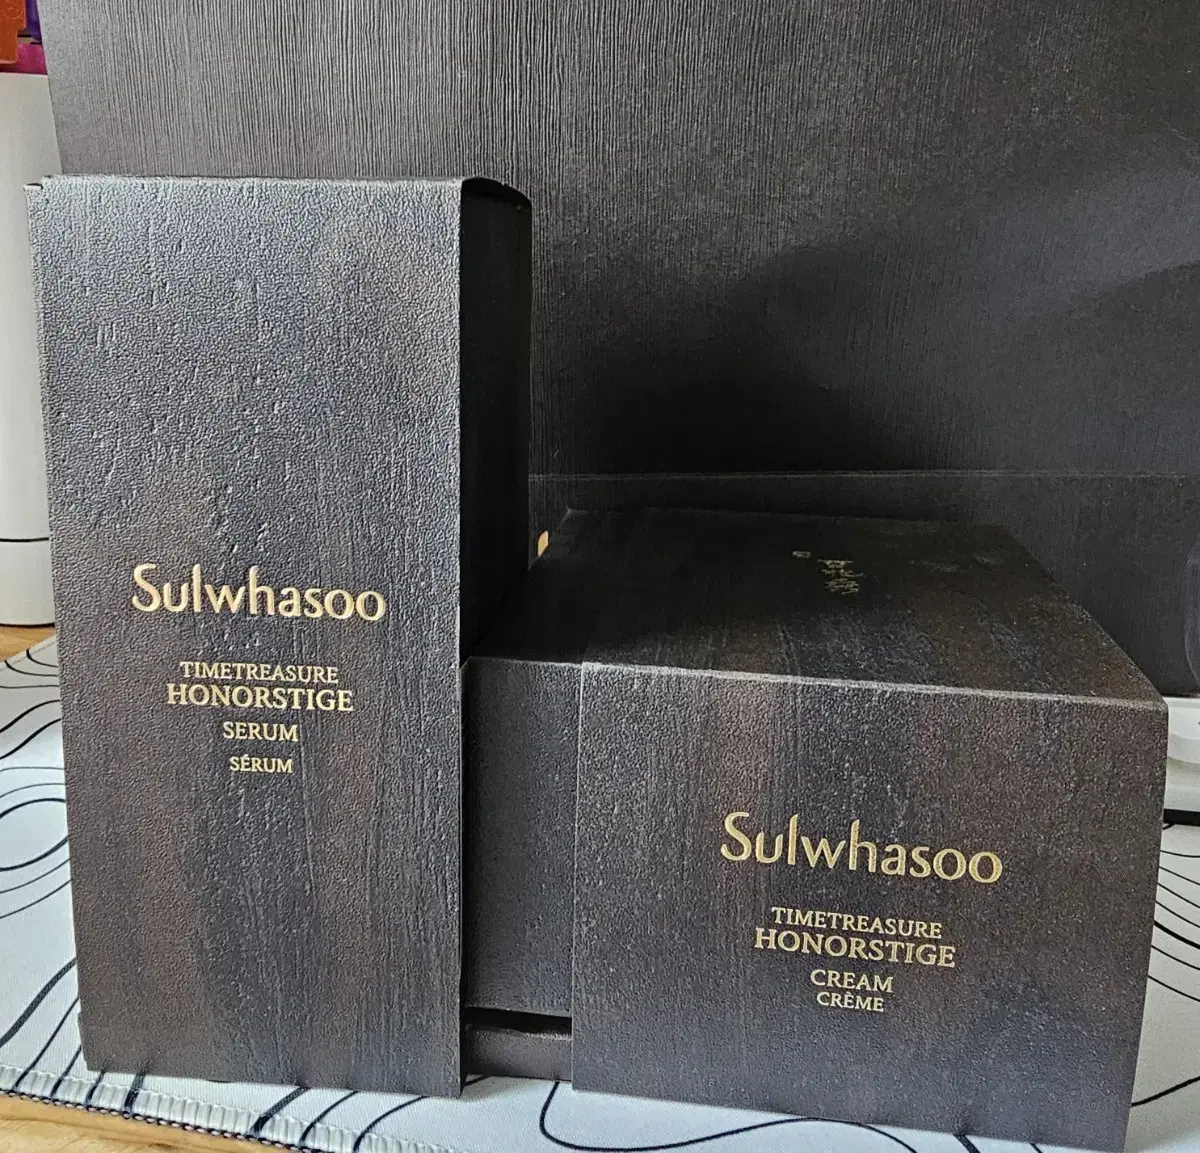 Sulwhasoo
TIMETREASURE
HONORSTIGE
SERUM
SÉRUM
Sulwhasoo
TIMETREASURE
HONORSTIGE
CREAM
CRÈME